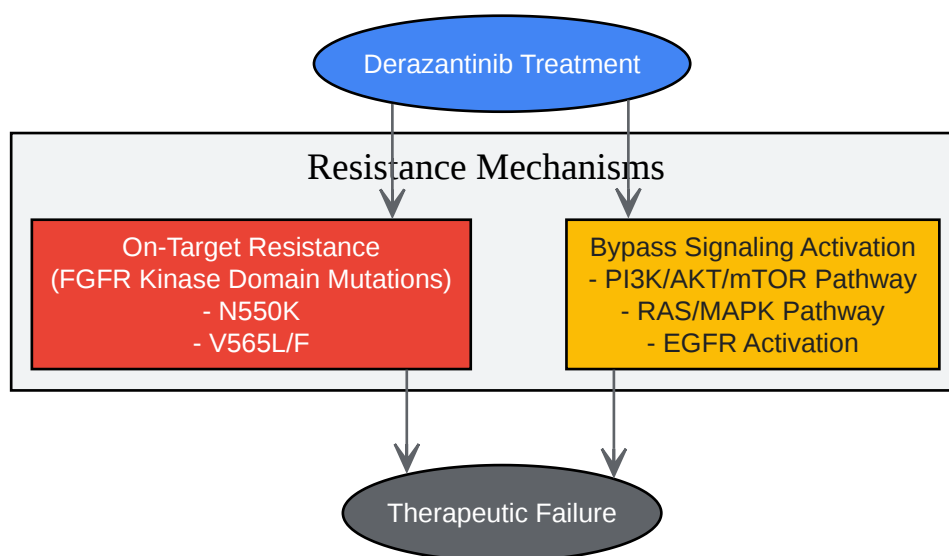 Derazantinib Treatment
Resistance Mechanisms
On-Target Resistance
(FGFR Kinase Domain Mutations)
- N550K
- V565L/F
Bypass Signaling Activation
- PI3K/AKT/mTOR Pathway
- RAS/MAPK Pathway
- EGFR Activation
Therapeutic Failure